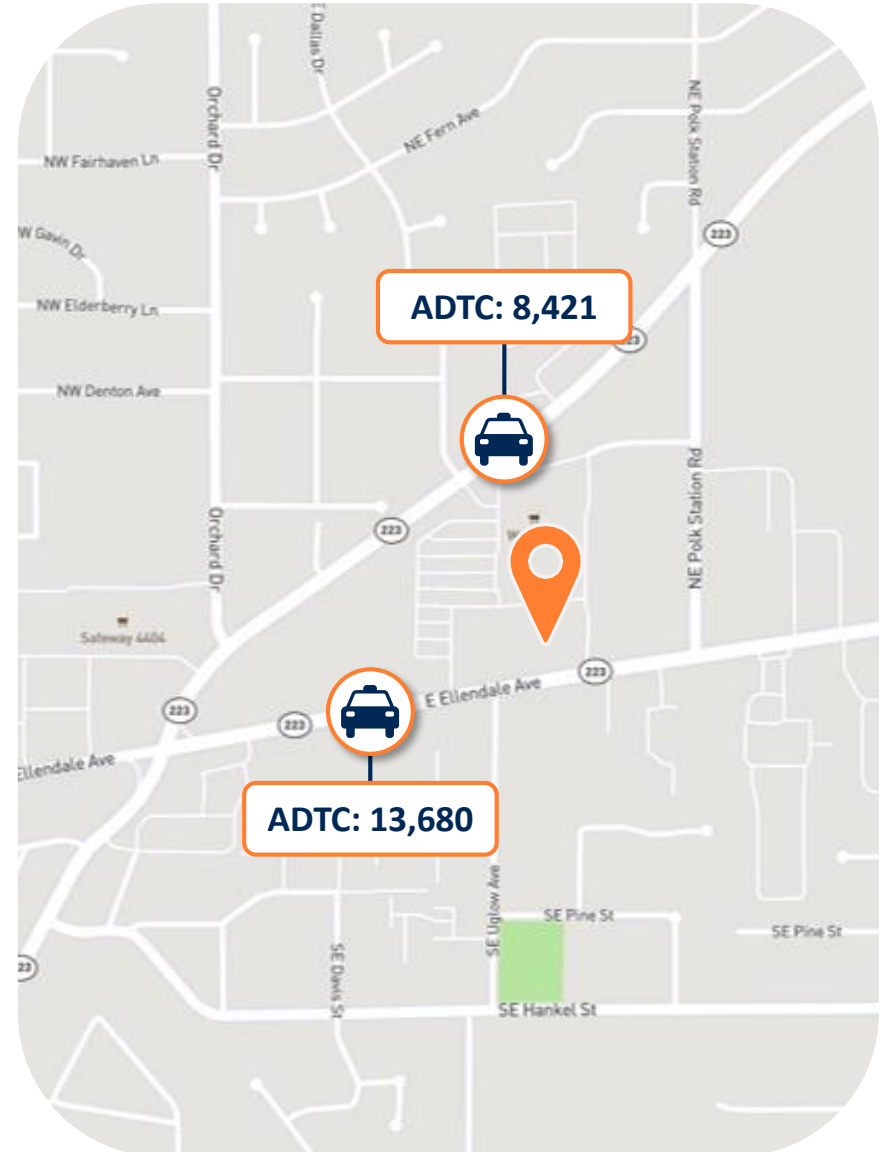 E Dallas Dr
Orchard Dr
NE Fern Ave
NE Polk Station Rd
NW Fairhaven Ln
W Gavin Dr
223
ADTC: 8,421
NW Elderberry Ln
23
NW Denton Ave
NE Polk Station Rd
Orchard Dr
223
W
Safeway 4404
223
E Ellendale Ave
223
223
Ellendale Ave
ADTC: 13,680
SE Uglow Ave
SE Pine St
SE Pine St
SE Davis St
23
SE Hankel St